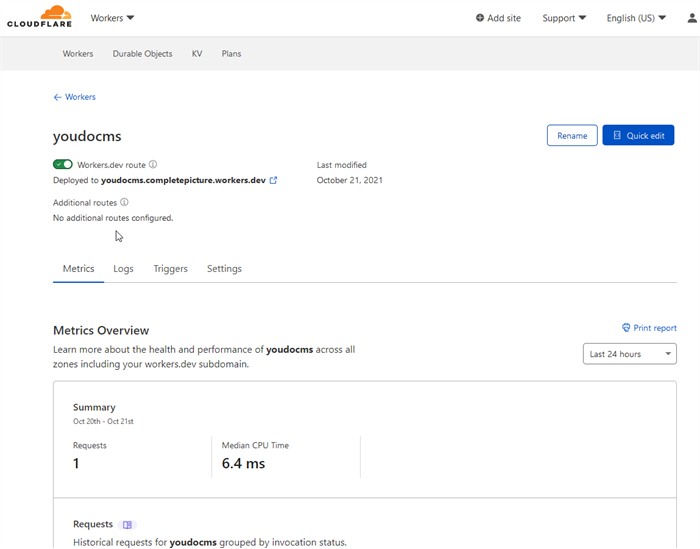 CLOUDFLARE
Workers
Add site
Support
English (US)
Workers
Durable Objects
KV
Plans
← Workers
youdocms
Rename
Quick edit
Workers.dev route
Last modified
Deployed to youdocms.completepicture.workers.dev
October 21, 2021
Additional routes
No additional routes configured.
Metrics
Logs
Triggers
Settings
Metrics Overview
Print report
Learn more about the health and performance of youdocms across all
zones including your workers.dev subdomain.
Last 24 hours
Summary
Oct 20th - Oct 21st
Requests
Median CPU Time
1
6.4 ms
Requests
Historical requests for youdocms grouped by invocation status.